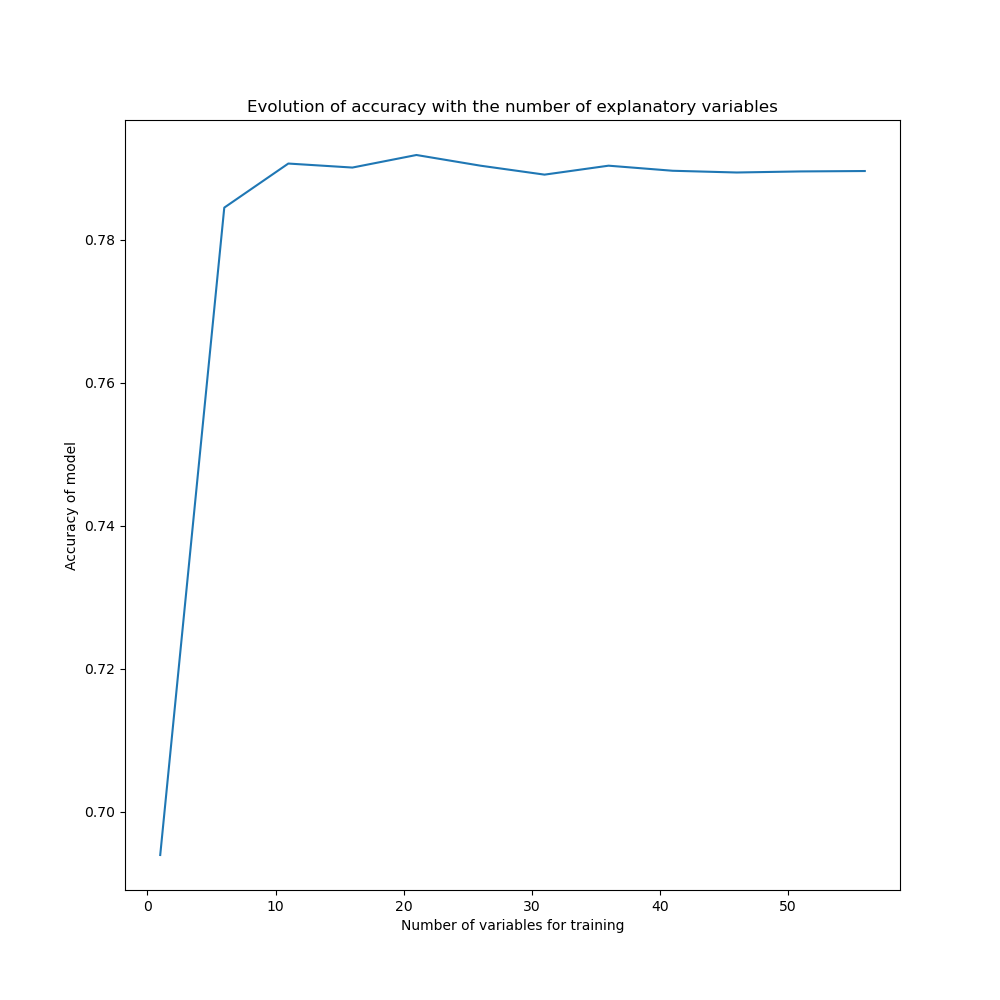 Evolution of accuracy with the number of explanatory variables
Accuracy of model
0.78
0.76
0.74
0.72
0.70
0 10 20 30 40 50
Number of variables for training